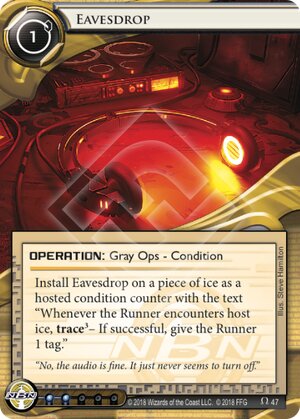 Eavesdrop
1
OPERATION: Gray Ops - Condition
Install Eavesdrop on a piece of ice as a
hosted condition counter with the text
"Whenever the Runner encounters host
ice, trace³– If successful, give the Runner
1 tag."
"No, the audio is fine. It just never seems to turn off."
Illus. Steve Hamilton
NBN
NBN
© 2018 Wizards of the Coast LLC. © 2018 FFG
Ω 47